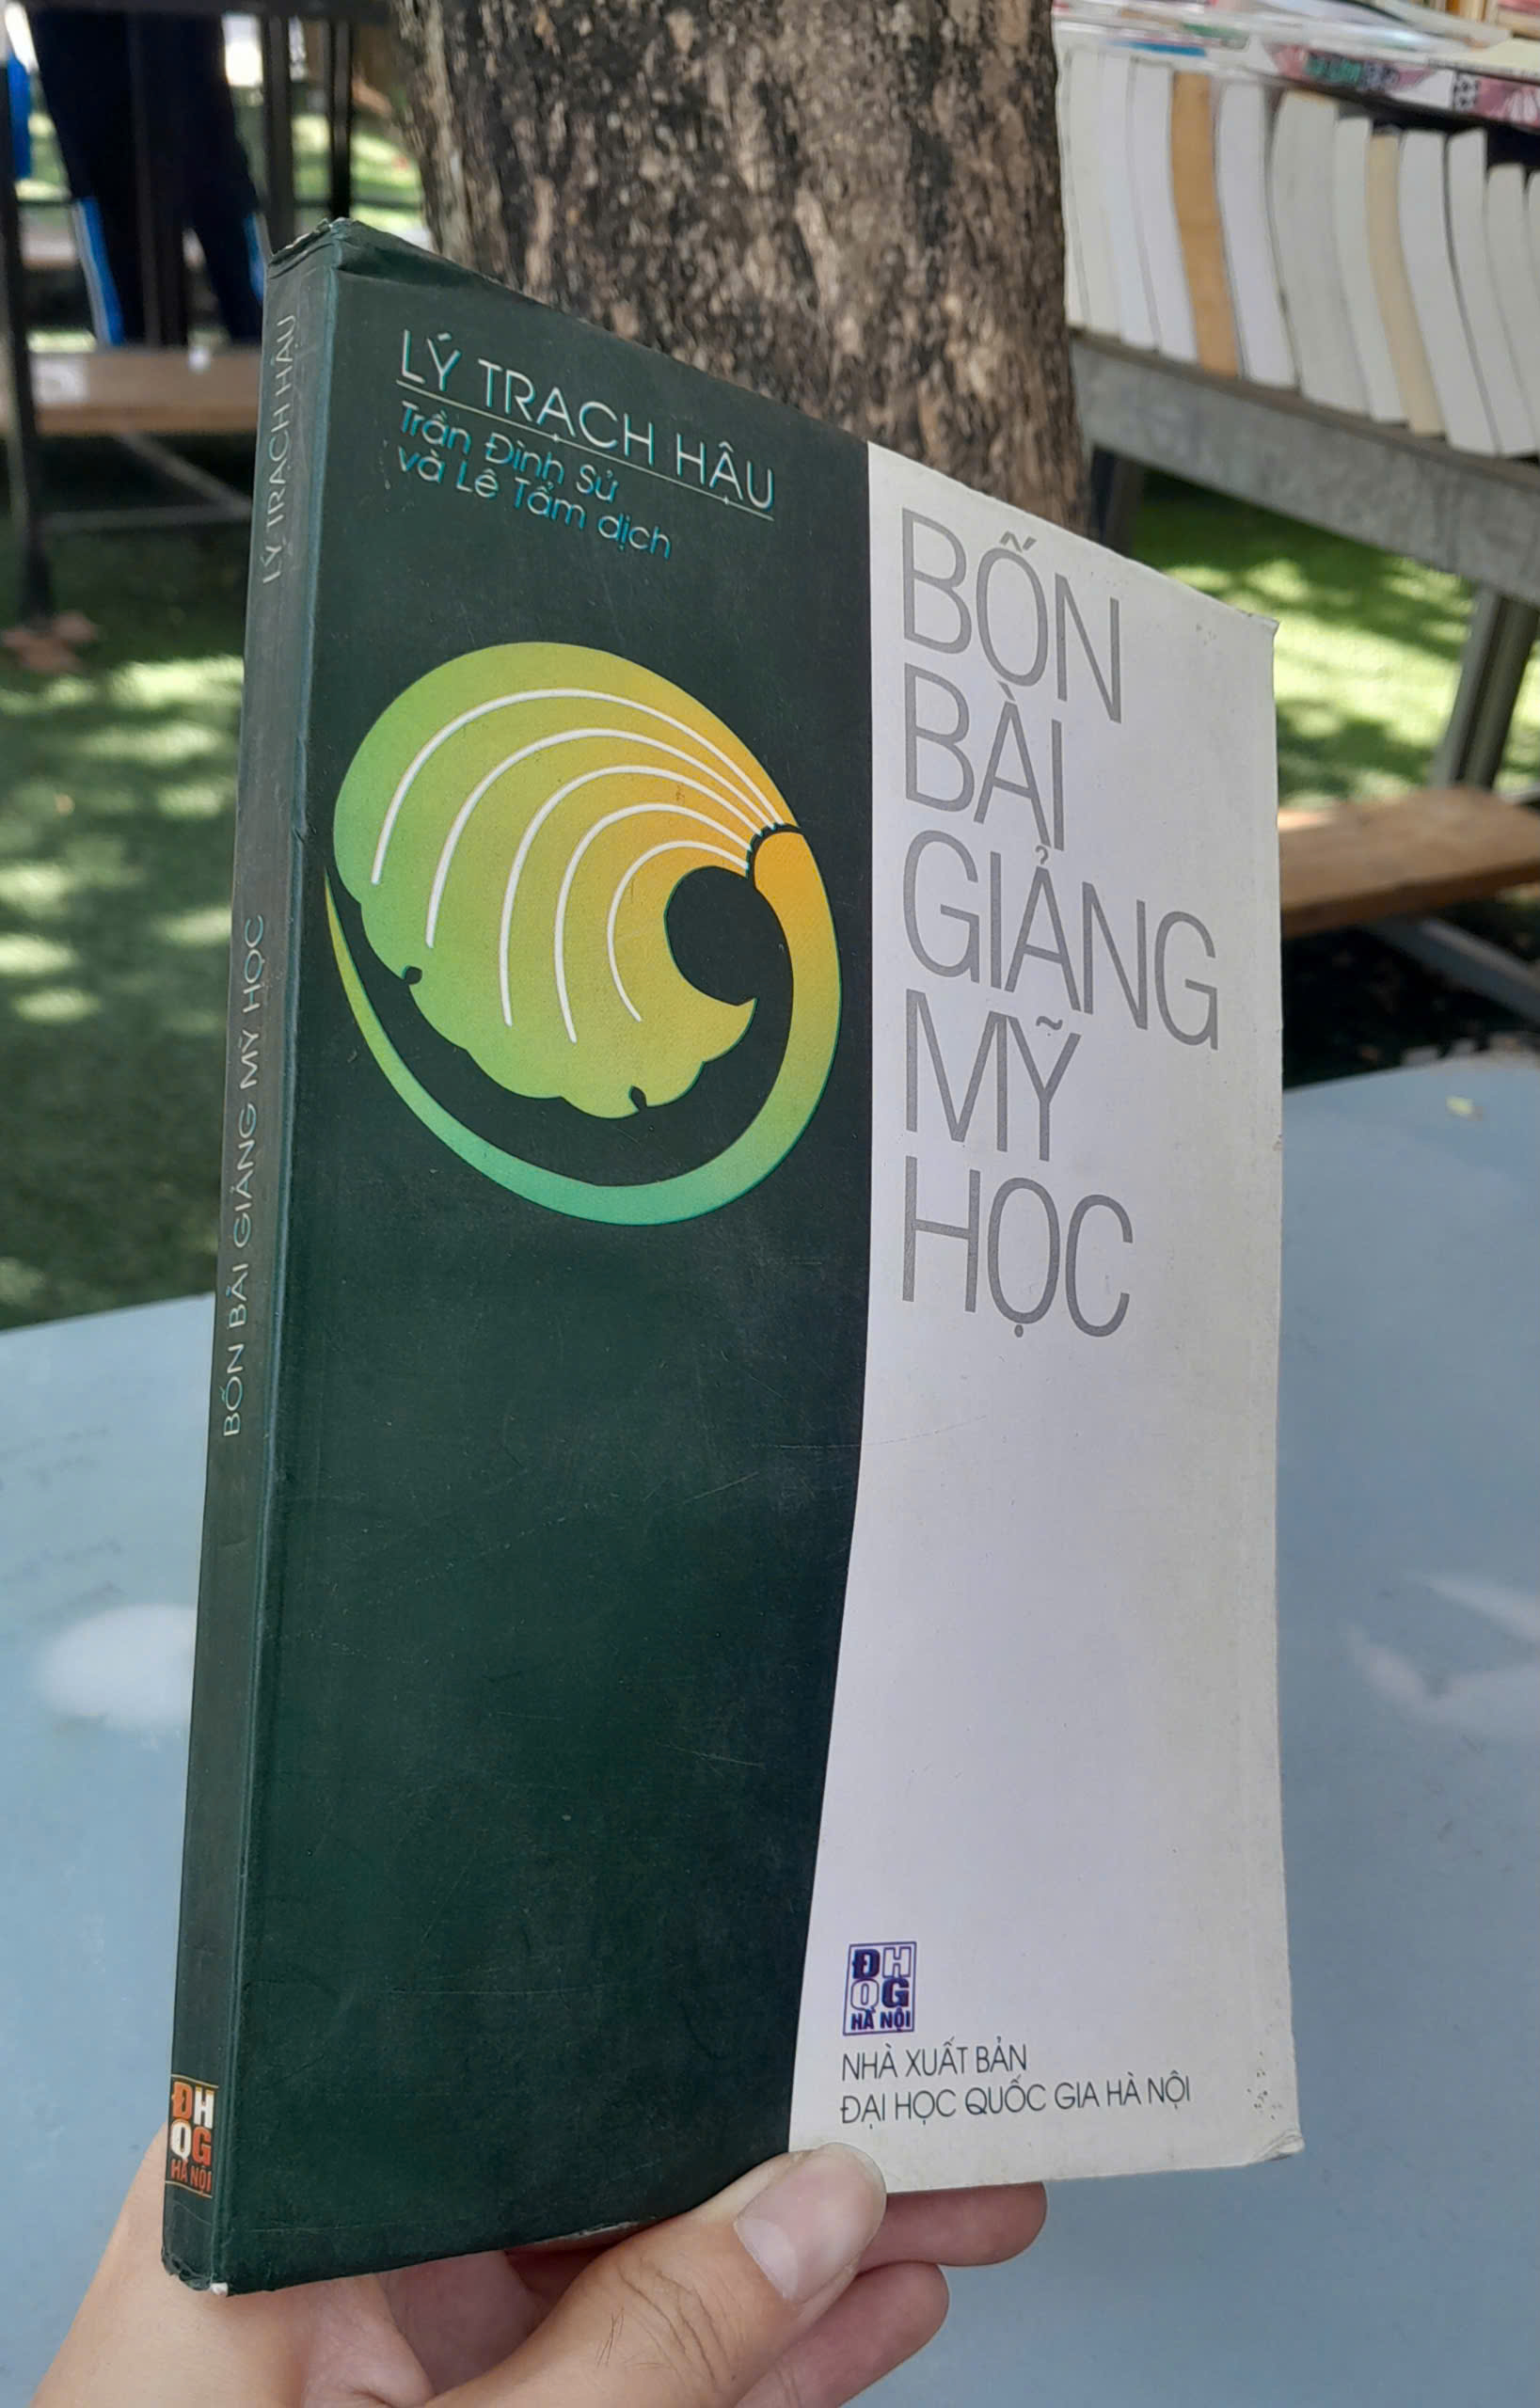 LÝ TRẠCH HẬU
Trần Đình Sử
và Lê Tẩm dịch
BỐN
BÀI
GIẢNG
MỸ
HỌC
ĐH
QG
HÀ NỘI
NHÀ XUẤT BẢN
ĐẠI HỌC QUỐC GIA HÀ NỘI
LÝ TRẠCH HẬU
BỐN BÀI GIẢNG MỸ HỌC
ĐH
QG
HÀ NỘI